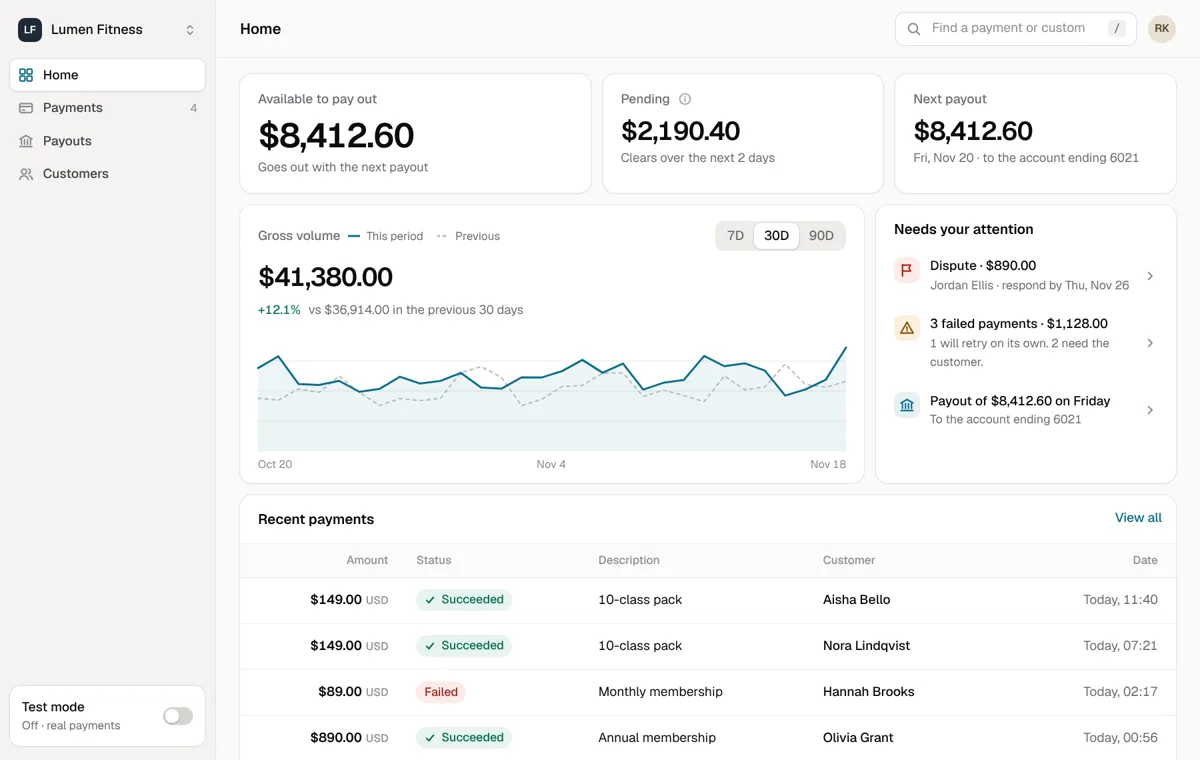 LF Lumen Fitness
Home
Payments 4
Payouts
Customers
Test mode
Off · real payments
Home
Find a payment or custom /
RK
Available to pay out
$8,412.60
Goes out with the next payout
Pending
$2,190.40
Clears over the next 2 days
Next payout
$8,412.60
Fri, Nov 20 · to the account ending 6021
Gross volume This period Previous
7D 30D 90D
$41,380.00
+12.1% vs $36,914.00 in the previous 30 days
Oct 20 Nov 4 Nov 18
Needs your attention
Dispute · $890.00
Jordan Ellis · respond by Thu, Nov 26
3 failed payments · $1,128.00
1 will retry on its own. 2 need the
customer.
Payout of $8,412.60 on Friday
To the account ending 6021
Recent payments View all
Amount Status Description Customer Date
$149.00 USD Succeeded 10-class pack Aisha Bello Today, 11:40
$149.00 USD Succeeded 10-class pack Nora Lindqvist Today, 07:21
$89.00 USD Failed Monthly membership Hannah Brooks Today, 02:17
$890.00 USD Succeeded Annual membership Olivia Grant Today, 00:56